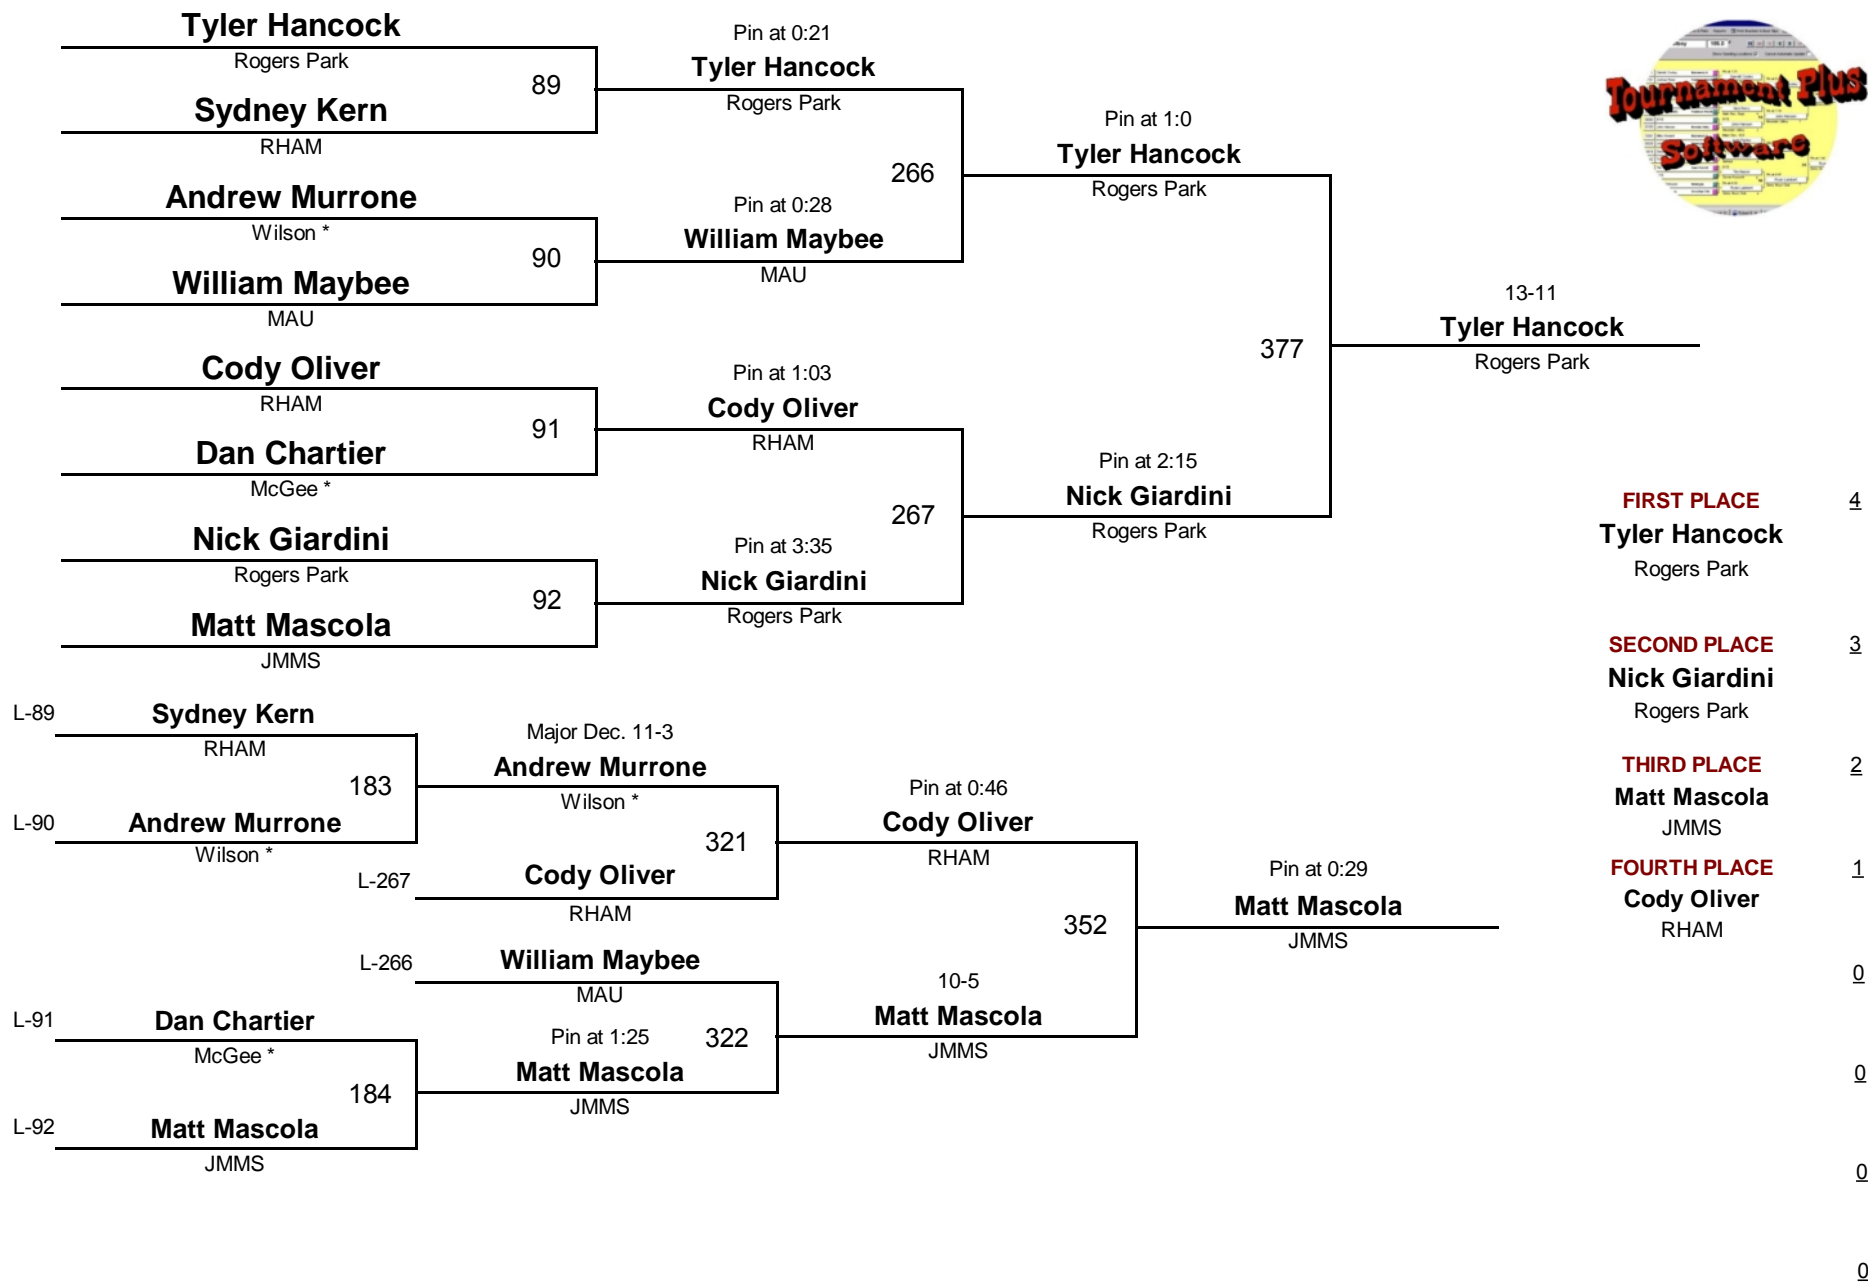 Tyler Hancock
Rogers Park
89
Sydney Kern
RHAM
Andrew Murrone
Wilson *
90
William Maybee
MAU
Cody Oliver
RHAM
91
Dan Chartier
McGee *
Nick Giardini
Rogers Park
92
Matt Mascola
JMMS
Pin at 0:21
Tyler Hancock
Rogers Park
266
Pin at 0:28
William Maybee
MAU
Pin at 1:03
Cody Oliver
RHAM
267
Pin at 3:35
Nick Giardini
Rogers Park
Pin at 1:0
Tyler Hancock
Rogers Park
377
Pin at 2:15
Nick Giardini
Rogers Park
13-11
Tyler Hancock
Rogers Park
Tournament Plus
Software
FIRST PLACE 4
Tyler Hancock
Rogers Park
SECOND PLACE 3
Nick Giardini
Rogers Park
THIRD PLACE 2
Matt Mascola
JMMS
FOURTH PLACE 1
Cody Oliver
RHAM
0
0
0
0
L-89 Sydney Kern
RHAM
183
L-90 Andrew Murrone
Wilson *
L-91 Dan Chartier
McGee *
184
L-92 Matt Mascola
JMMS
Major Dec. 11-3
Andrew Murrone
Wilson *
321
L-267 Cody Oliver
RHAM
L-266 William Maybee
MAU
322
Pin at 1:25
Matt Mascola
JMMS
Pin at 0:46
Cody Oliver
RHAM
352
10-5
Matt Mascola
JMMS
Pin at 0:29
Matt Mascola
JMMS